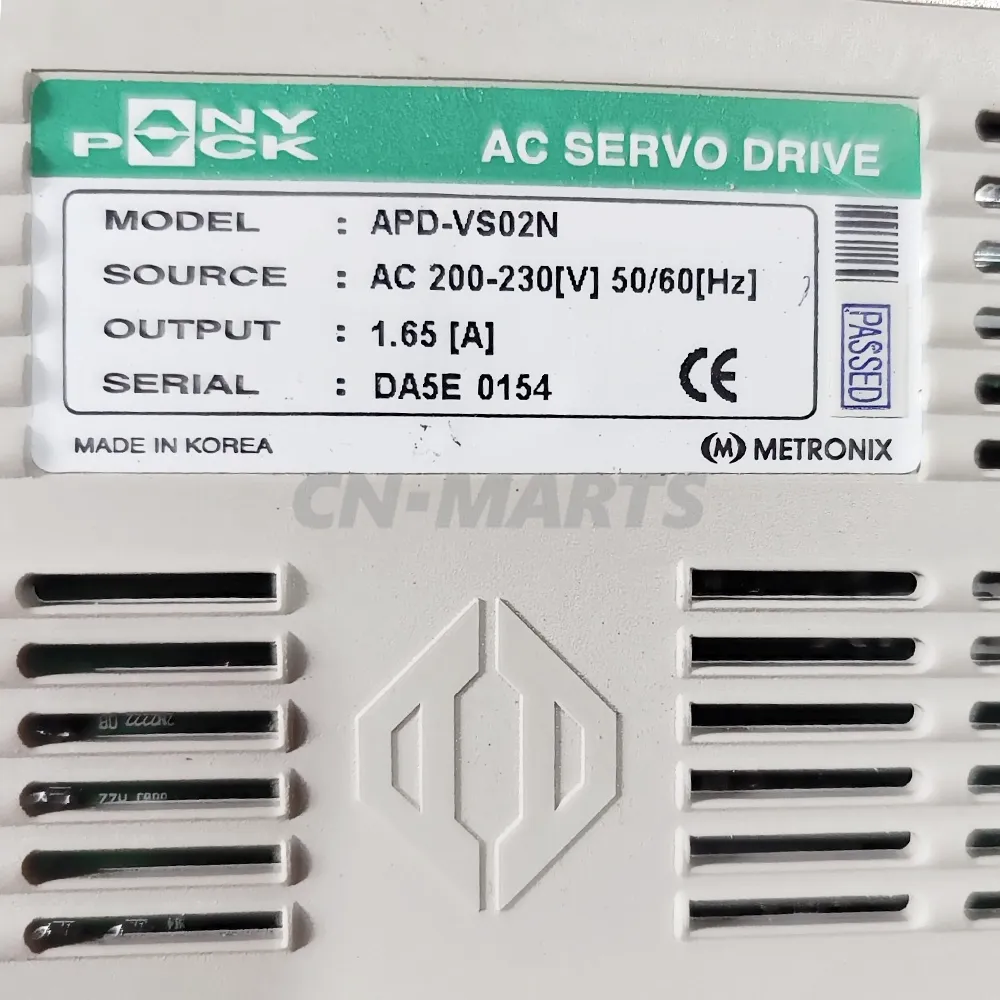 ANY
PACK
AC SERVO DRIVE
MODEL : APD-VS02N
SOURCE : AC 200-230[V] 50/60[Hz]
OUTPUT : 1.65 [A]
SERIAL : DA5E 0154
CE
PASSED
MADE IN KOREA
(M) METRONIX
CN-MARTS